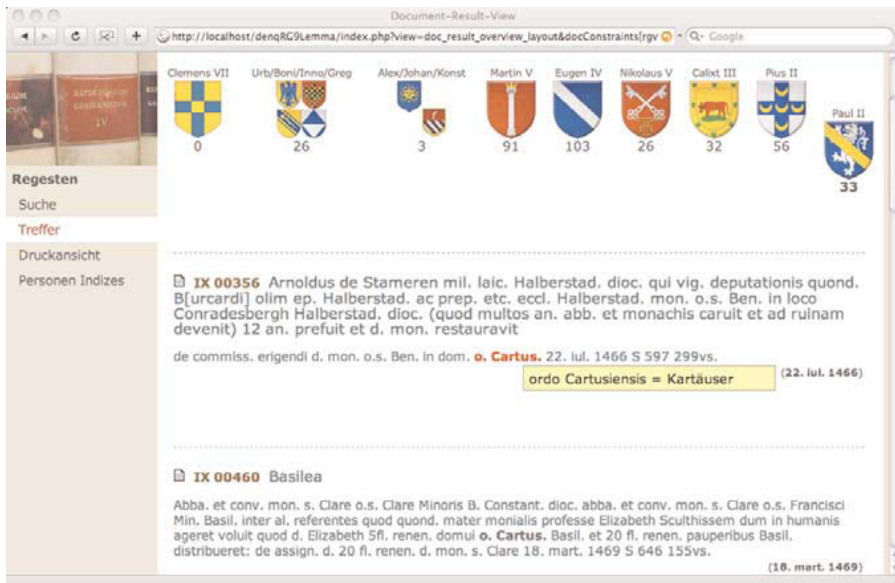 Document-Result-View
http://localhost/denqRG9Lemma/index.php?view=doc_result_overview_layout&docConstraints[rgv
Google
Clemens VII Urb/Boni/Inno/Greg Alex/Johan/Konst Martin V Eugen IV Nikolaus V Calixt III Pius II
Paul II
0 26 3 91 103 26 32 56
33
REPERTORIUM
GERMANICUM
IV
Regesten
Suche
Treffer
Druckansicht
Personen Indizes
IX 00356 Arnoldus de Stameren mil. laic. Halberstad. dioc. qui vig. deputationis quond.
B[urcardi] olim ep. Halberstad. ac prep. etc. eccl. Halberstad. mon. o.s. Ben. in loco
Conradesbergh Halberstad. dioc. (quod multos an. abb. et monachis caruit et ad ruinam
devenit) 12 an. prefuit et d. mon. restauravit
de commiss. erigendi d. mon. o.s. Ben. in dom. o. Cartus. 22. iul. 1466 S 597 299vs.
ordo Cartusiensis = Kartäuser
(22. iul. 1466)
IX 00460 Basilea
Abba. et conv. mon. s. Clare o.s. Clare Minoris B. Constant. dioc. abba. et conv. mon. s. Clare o.s. Francisci
Min. Basil. inter al. referentes quod quond. mater monialis professe Elizabeth Sculthissem dum in humanis
ageret voluit quod d. Elizabeth 5fl. renen. domui o. Cartus. Basil. et 20 fl. renen. pauperibus Basil.
distribueret: de assign. d. 20 fl. renen. d. mon. s. Clare 18. mart. 1469 S 646 155vs.
(18. mart. 1469)